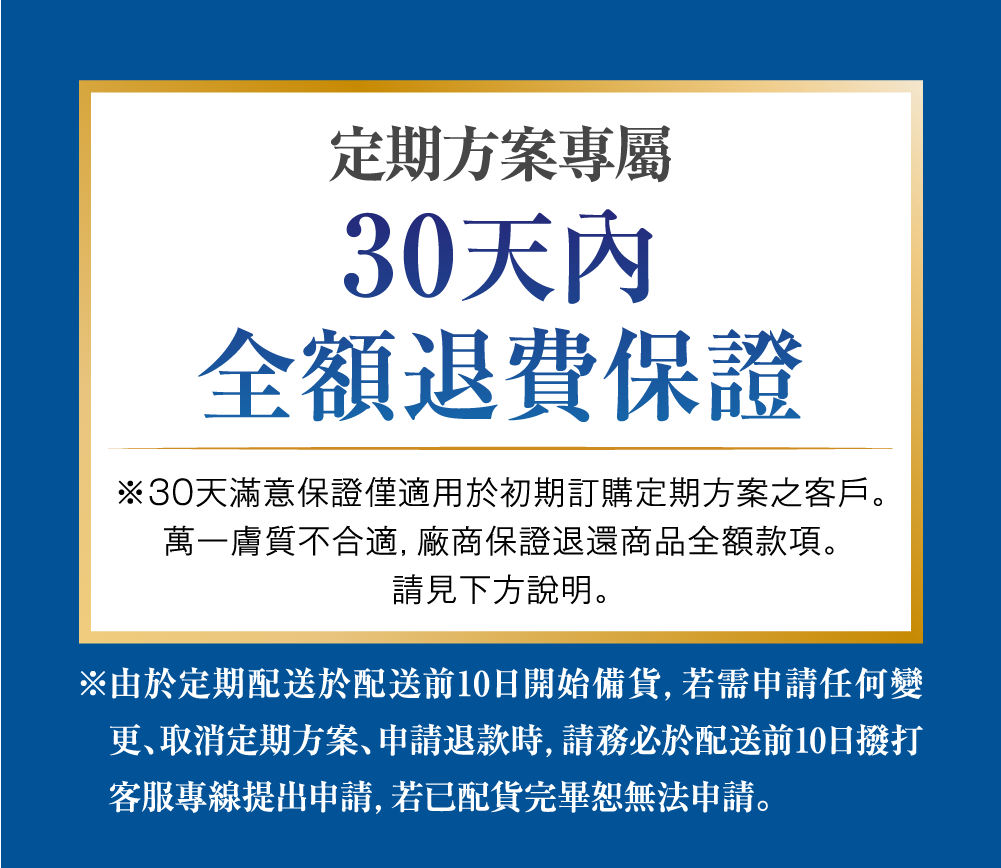 定期方案專屬
30天內
全額退費保證
※30天滿意保證僅適用於初期訂購定期方案之客戶。
萬一膚質不合適, 廠商保證退還商品全額款項。
請見下方說明。
※由於定期配送於配送前10日開始備貨, 若需申請任何變
更、取消定期方案、申請退款時, 請務必於配送前10日撥打
客服專線提出申請, 若已配貨完畢恕無法申請。